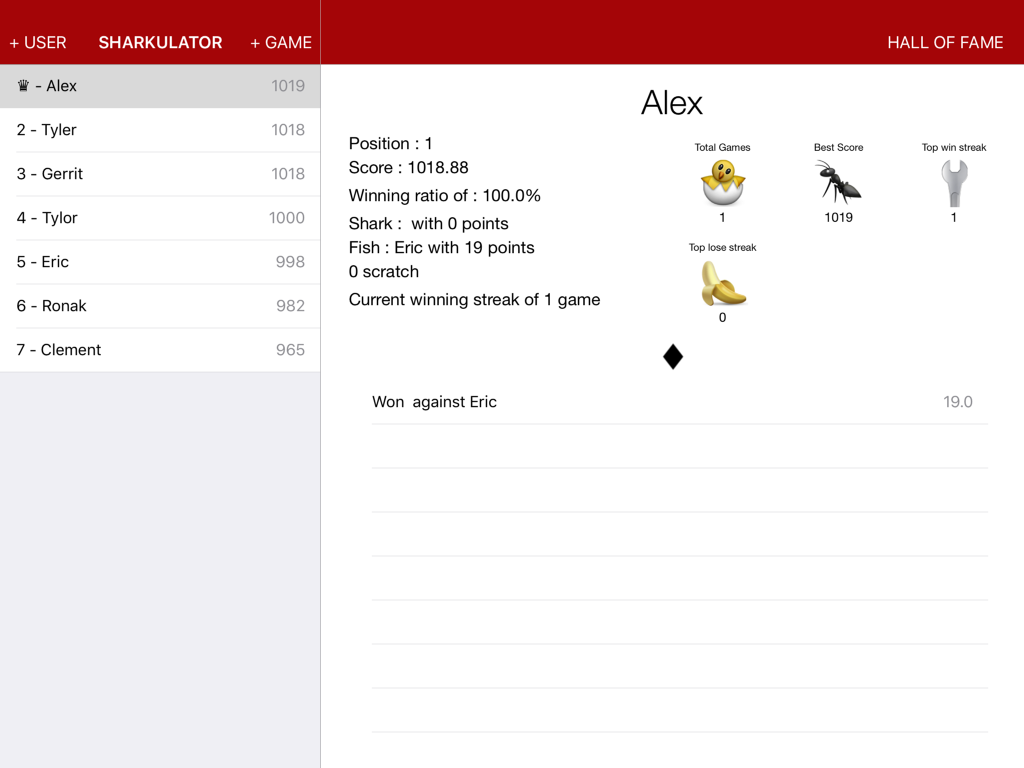 + USER SHARKULATOR + GAME
HALL OF FAME
♛ - Alex 1019
2 - Tyler 1018
3 - Gerrit 1018
4 - Tylor 1000
5 - Eric 998
6 - Ronak 982
7 - Clement 965
Alex
Position : 1
Score : 1018.88
Winning ratio of : 100.0%
Shark :  with 0 points
Fish : Eric with 19 points
0 scratch
Current winning streak of 1 game
Total Games
1
Best Score
1019
Top win streak
1
Top lose streak
0
Won  against Eric 19.0